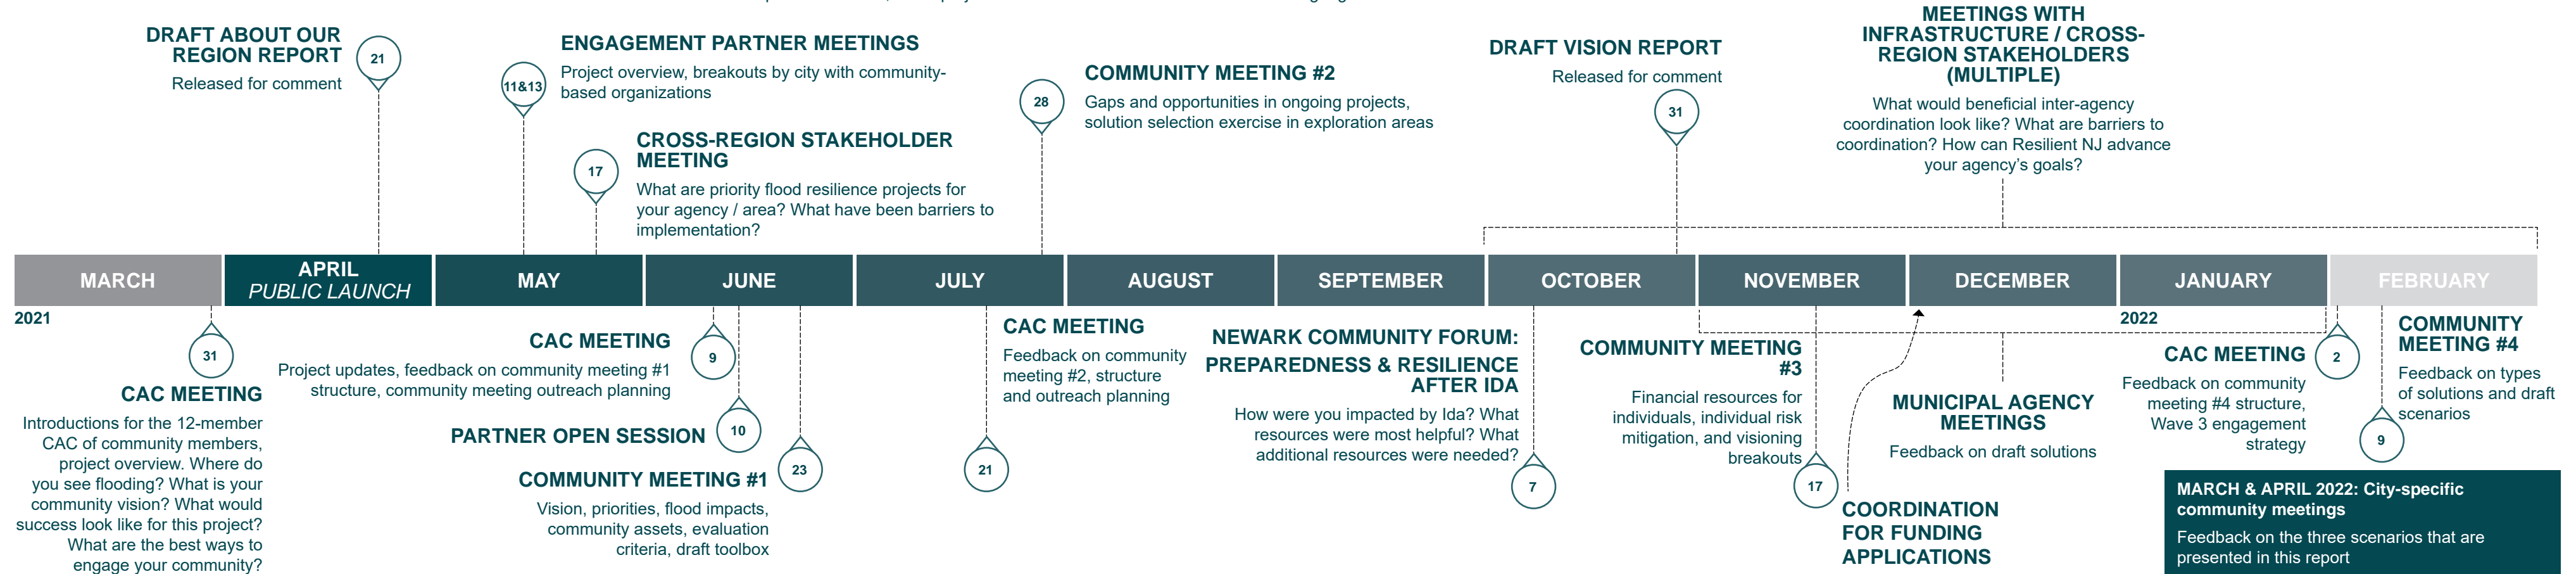 DRAFT ABOUT OUR
REGION REPORT
Released for comment
21
11&13
ENGAGEMENT PARTNER MEETINGS
Project overview, breakouts by city with community-
based organizations
17
CROSS-REGION STAKEHOLDER
MEETING
What are priority flood resilience projects for
your agency / area? What have been barriers to
implementation?
28
COMMUNITY MEETING #2
Gaps and opportunities in ongoing projects,
solution selection exercise in exploration areas
DRAFT VISION REPORT
Released for comment
31
MEETINGS WITH
INFRASTRUCTURE / CROSS-
REGION STAKEHOLDERS
(MULTIPLE)
What would beneficial inter-agency
coordination look like? What are barriers to
coordination? How can Resilient NJ advance
your agency's goals?
MARCH
APRIL
PUBLIC LAUNCH
MAY
JUNE
JULY
AUGUST
SEPTEMBER
OCTOBER
NOVEMBER
DECEMBER
JANUARY
FEBRUARY
2021
2022
31
CAC MEETING
Introductions for the 12-member
CAC of community members,
project overview. Where do
you see flooding? What is your
community vision? What would
success look like for this project?
What are the best ways to
engage your community?
CAC MEETING
9
Project updates, feedback on community meeting #1
structure, community meeting outreach planning
PARTNER OPEN SESSION
10
COMMUNITY MEETING #1
23
Vision, priorities, flood impacts,
community assets, evaluation
criteria, draft toolbox
CAC MEETING
Feedback on community
meeting #2, structure
and outreach planning
21
NEWARK COMMUNITY FORUM:
PREPAREDNESS & RESILIENCE
AFTER IDA
How were you impacted by Ida? What
resources were most helpful? What
additional resources were needed?
7
COMMUNITY MEETING
#3
Financial resources for
individuals, individual risk
mitigation, and visioning
breakouts
17
COORDINATION
FOR FUNDING
APPLICATIONS
MUNICIPAL AGENCY
MEETINGS
Feedback on draft solutions
CAC MEETING
2
Feedback on community
meeting #4 structure,
Wave 3 engagement
strategy
COMMUNITY
MEETING #4
Feedback on types
of solutions and draft
scenarios
9
MARCH & APRIL 2022: City-specific
community meetings
Feedback on the three scenarios that are
presented in this report